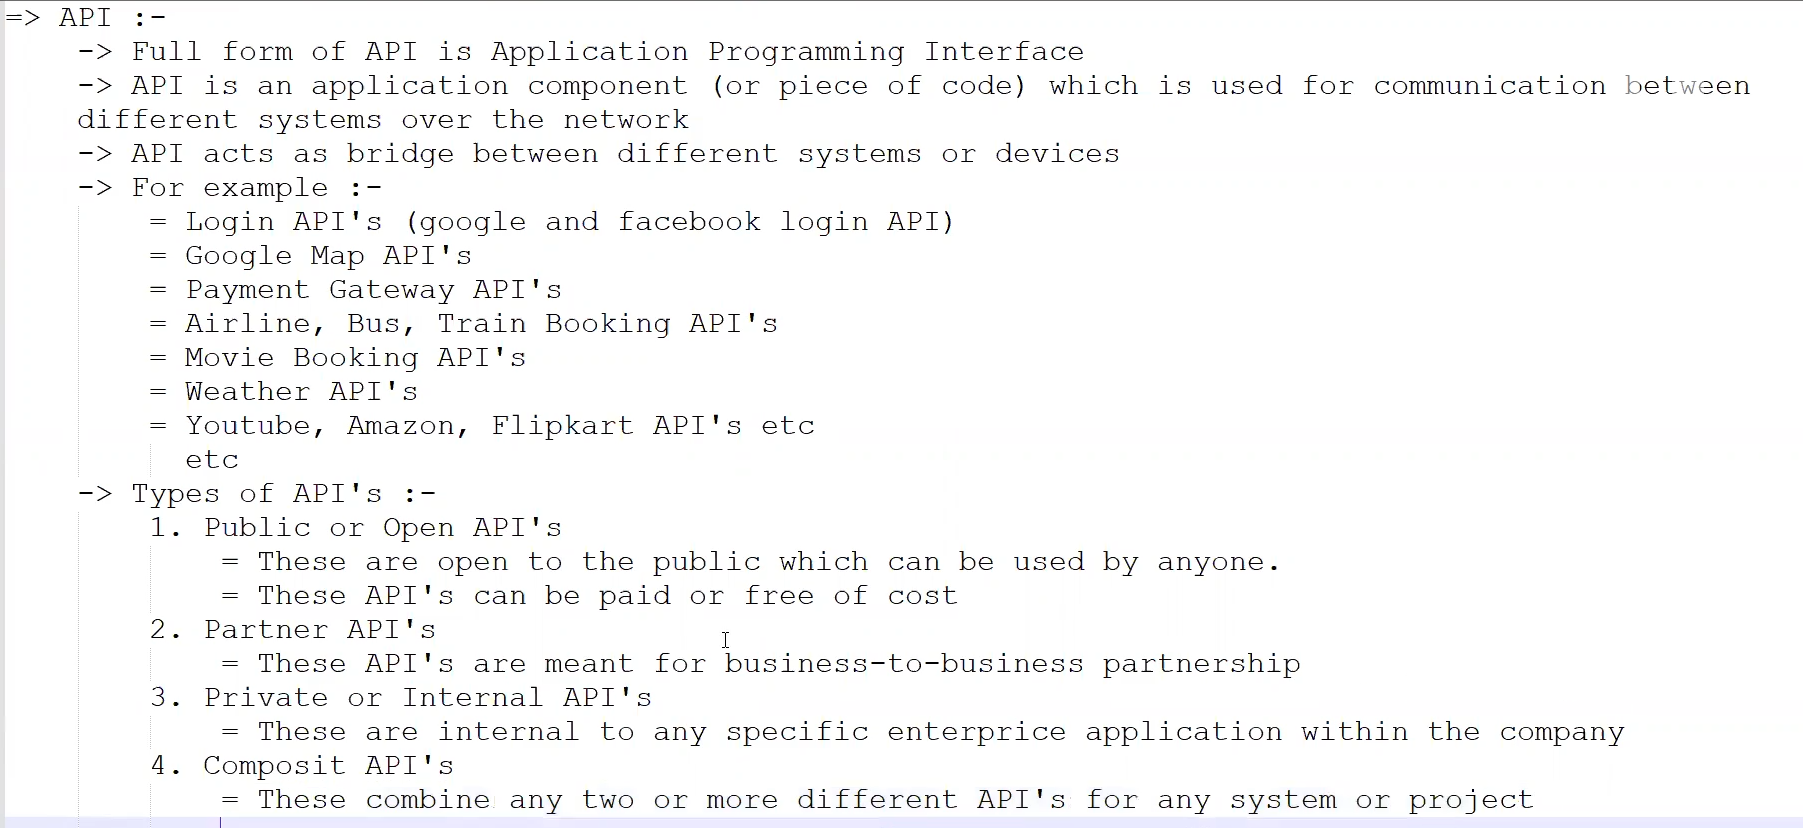 => API :-
-> Full form of API is Application Programming Interface
-> API is an application component (or piece of code) which is used for communication between
different systems over the network
-> API acts as bridge between different systems or devices
-> For example :-
= Login API's (google and facebook login API)
= Google Map API's
= Payment Gateway API's
= Airline, Bus, Train Booking API's
= Movie Booking API's
= Weather API's
= Youtube, Amazon, Flipkart API's etc
etc
-> Types of API's :-
1. Public or Open API's
= These are open to the public which can be used by anyone.
= These API's can be paid or free of cost
2. Partner API's
= These API's are meant for business-to-business partnership
3. Private or Internal API's
= These are internal to any specific enterprice application within the company
4. Composit API's
= These combine any two or more different API's for any system or project